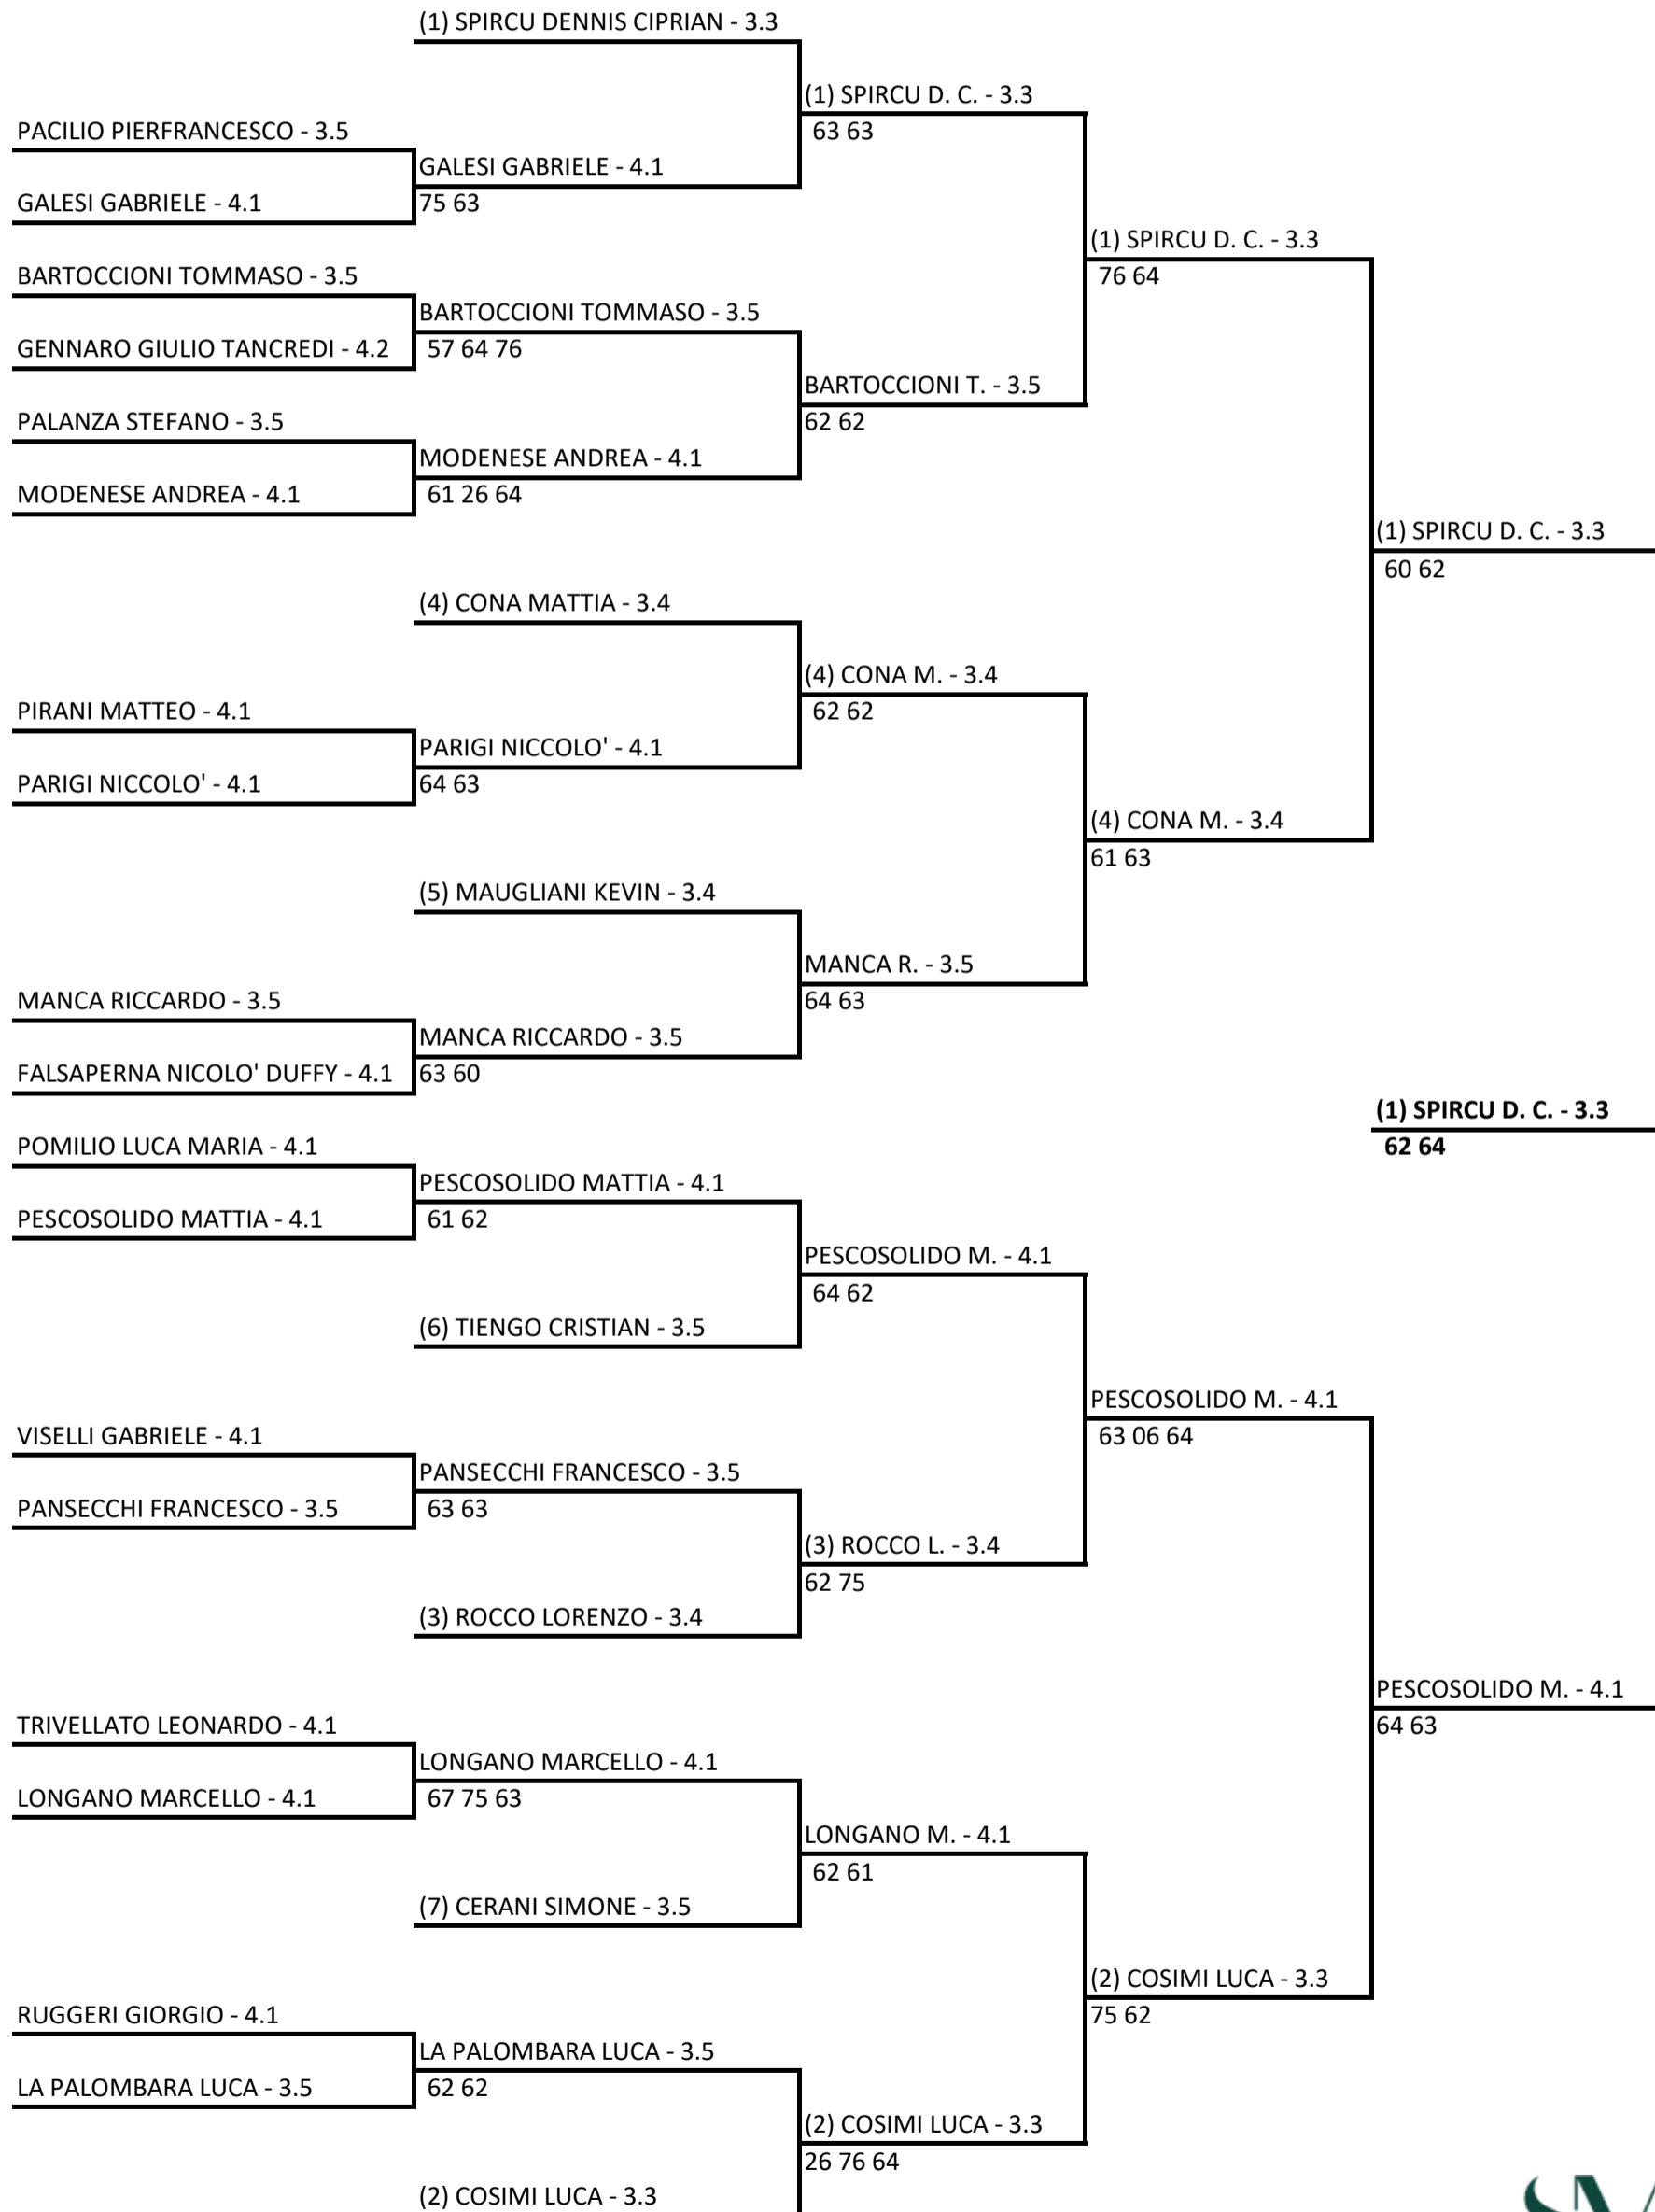 (1) SPIRCU DENNIS CIPRIAN - 3.3
(1) SPIRCU D. C. - 3.3
PACILIO PIERFRANCESCO - 3.5
63 63
GALESI GABRIELE - 4.1
GALESI GABRIELE - 4.1
75 63
(1) SPIRCU D. C. - 3.3
BARTOCCIONI TOMMASO - 3.5
76 64
BARTOCCIONI TOMMASO - 3.5
GENNARO GIULIO TANCREDI - 4.2
57 64 76
BARTOCCIONI T. - 3.5
PALANZA STEFANO - 3.5
62 62
MODENESE ANDREA - 4.1
MODENESE ANDREA - 4.1
61 26 64
(1) SPIRCU D. C. - 3.3
60 62
(4) CONA MATTIA - 3.4
(4) CONA M. - 3.4
PIRANI MATTEO - 4.1
62 62
PARIGI NICCOLO' - 4.1
PARIGI NICCOLO' - 4.1
64 63
(4) CONA M. - 3.4
61 63
(5) MAUGLIANI KEVIN - 3.4
MANCA R. - 3.5
MANCA RICCARDO - 3.5
64 63
MANCA RICCARDO - 3.5
FALSAPERNA NICOLO' DUFFY - 4.1
63 60
(1) SPIRCU D. C. - 3.3
POMILIO LUCA MARIA - 4.1
62 64
PESCOSOLIDO MATTIA - 4.1
PESCOSOLIDO MATTIA - 4.1
61 62
PESCOSOLIDO M. - 4.1
64 62
(6) TIENGO CRISTIAN - 3.5
PESCOSOLIDO M. - 4.1
VISELLI GABRIELE - 4.1
63 06 64
PANSECCHI FRANCESCO - 3.5
PANSECCHI FRANCESCO - 3.5
63 63
(3) ROCCO L. - 3.4
62 75
(3) ROCCO LORENZO - 3.4
PESCOSOLIDO M. - 4.1
TRIVELLATO LEONARDO - 4.1
64 63
LONGANO MARCELLO - 4.1
LONGANO MARCELLO - 4.1
67 75 63
LONGANO M. - 4.1
62 61
(7) CERANI SIMONE - 3.5
(2) COSIMI LUCA - 3.3
RUGGERI GIORGIO - 4.1
75 62
LA PALOMBARA LUCA - 3.5
LA PALOMBARA LUCA - 3.5
62 62
(2) COSIMI LUCA - 3.3
26 76 64
(2) COSIMI LUCA - 3.3